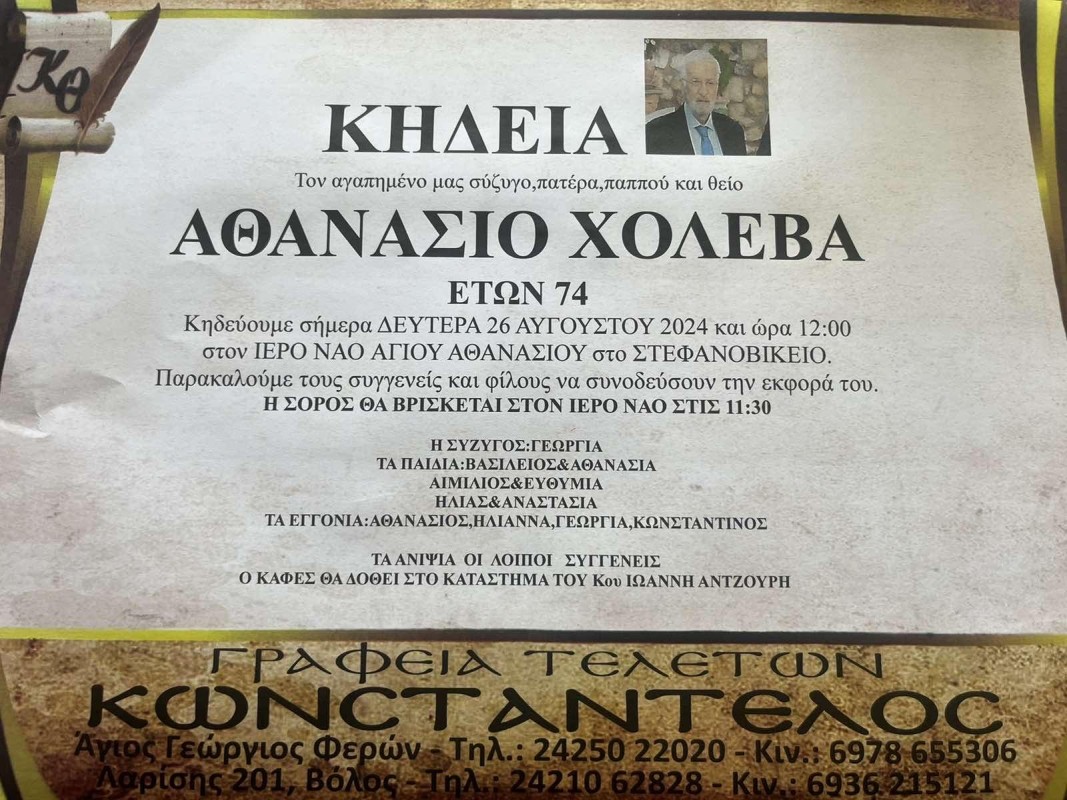 ΚΘ
ΚΗΔΕΙΑ
Τον αγαπημένο μας σύζυγο,πατέρα,παππού και θείο
ΑΘΑΝΑΣΙΟ ΧΟΛΕΒΑ
ΕΤΩΝ 74
Κηδεύουμε σήμερα ΔΕΥΤΕΡΑ 26 ΑΥΓΟΥΣΤΟΥ 2024 και ώρα 12:00
στον ΙΕΡΟ ΝΑΟ ΑΓΙΟΥ ΑΘΑΝΑΣΙΟΥ στο ΣΤΕΦΑΝΟΒΙΚΕΙΟ.
Παρακαλούμε τους συγγενείς και φίλους να συνοδεύσουν την εκφορά του.
Η ΣΟΡΟΣ ΘΑ ΒΡΙΣΚΕΤΑΙ ΣΤΟΝ ΙΕΡΟ ΝΑΟ ΣΤΙΣ 11:30
Η ΣΥΖΥΓΟΣ:ΓΕΩΡΓΙΑ
ΤΑ ΠΑΙΔΙΑ:ΒΑΣΙΛΕΙΟΣ&ΑΘΑΝΑΣΙΑ
ΑΙΜΙΛΙΟΣ&ΕΥΘΥΜΙΑ
ΗΛΙΑΣ&ΑΝΑΣΤΑΣΙΑ
ΤΑ ΕΓΓΟΝΙΑ:ΑΘΑΝΑΣΙΟΣ,ΗΛΙΑΝΝΑ,ΓΕΩΡΓΙΑ,ΚΩΝΣΤΑΝΤΙΝΟΣ
ΤΑ ΑΝΙΨΙΑ ΟΙ ΛΟΙΠΟΙ ΣΥΓΓΕΝΕΙΣ
Ο ΚΑΦΕΣ ΘΑ ΔΟΘΕΙ ΣΤΟ ΚΑΤΑΣΤΗΜΑ ΤΟΥ Κου ΙΩΑΝΝΗ ΑΝΤΖΟΥΡΗ
ΓΡΑΦΕΙΑ ΤΕΛΕΤΩΝ
ΚΩΝСΤΑΝΤΕΛΟС
Άγιος Γεώργιος Φερών - Τηλ.: 24250 22020 - Κιν.: 6978 655306
Λαρίσης 201, Βόλος - Τηλ.: 24210 62828 - Κιν.: 6936 215121